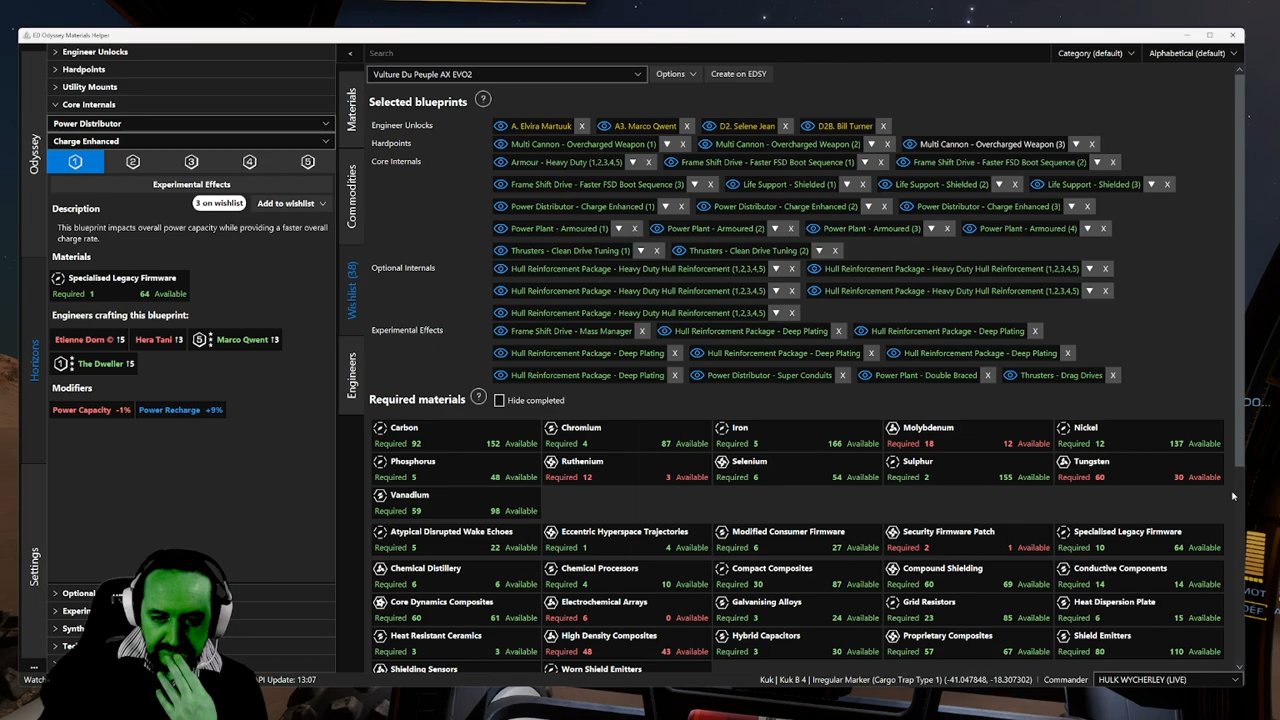 ED Odyssey Materials Helper
Engineer Unlocks
Hardpoints
Utility Mounts
Core Internals
Power Distributor
Charge Enhanced
1 2 3 4 5
Experimental Effects
3 on wishlist
Add to wishlist
Description
This blueprint impacts overall power capacity while providing a faster overall
charge rate.
Materials
Specialised Legacy Firmware
Required 1 64 Available
Engineers crafting this blueprint:
Etienne Dorn © 15 Hera Tani 13 5 Marco Qwent 13
1 The Dweller 15
Modifiers
Power Capacity -1% Power Recharge +9%
Optional
Experi
Synth
Odyssey
Horizons
Settings
...
Materials
Commodities
Wishlist (38)
Engineers
<
Search
Category (default)
Alphabetical (default)
Vulture Du Peuple AX EVO2
Options
Create on EDSY
Selected blueprints ?
Engineer Unlocks A. Elvira Martuuk X A3. Marco Qwent X D2. Selene Jean X D2B. Bill Turner X
Hardpoints Multi Cannon - Overcharged Weapon (1) X Multi Cannon - Overcharged Weapon (2) X Multi Cannon - Overcharged Weapon (3) X
Core Internals Armour - Heavy Duty (1,2,3,4,5) X Frame Shift Drive - Faster FSD Boot Sequence (1) X Frame Shift Drive - Faster FSD Boot Sequence (2) X
Frame Shift Drive - Faster FSD Boot Sequence (3) X Life Support - Shielded (1) X Life Support - Shielded (2) X Life Support - Shielded (3) X
Power Distributor - Charge Enhanced (1) X Power Distributor - Charge Enhanced (2) X Power Distributor - Charge Enhanced (3) X
Power Plant - Armoured (1) X Power Plant - Armoured (2) X Power Plant - Armoured (3) X Power Plant - Armoured (4) X
Thrusters - Clean Drive Tuning (1) X Thrusters - Clean Drive Tuning (2) X
Optional Internals Hull Reinforcement Package - Heavy Duty Hull Reinforcement (1,2,3,4,5) X Hull Reinforcement Package - Heavy Duty Hull Reinforcement (1,2,3,4,5) X
Hull Reinforcement Package - Heavy Duty Hull Reinforcement (1,2,3,4,5) X Hull Reinforcement Package - Heavy Duty Hull Reinforcement (1,2,3,4,5) X
Hull Reinforcement Package - Heavy Duty Hull Reinforcement (1,2,3,4,5) X
Experimental Effects Frame Shift Drive - Mass Manager X Hull Reinforcement Package - Deep Plating X Hull Reinforcement Package - Deep Plating X
Hull Reinforcement Package - Deep Plating X Hull Reinforcement Package - Deep Plating X Hull Reinforcement Package - Deep Plating X
Hull Reinforcement Package - Deep Plating X Power Distributor - Super Conduits X Power Plant - Double Braced X Thrusters - Drag Drives X
Required materials ? Hide completed
Carbon Chromium Iron Molybdenum Nickel
Required 92 152 Available Required 4 87 Available Required 5 166 Available Required 18 12 Available Required 12 137 Available
Phosphorus Ruthenium Selenium Sulphur Tungsten
Required 5 48 Available Required 12 3 Available Required 6 54 Available Required 2 155 Available Required 60 30 Available
Vanadium
Required 59 98 Available
Atypical Disrupted Wake Echoes Eccentric Hyperspace Trajectories Modified Consumer Firmware Security Firmware Patch Specialised Legacy Firmware
Required 5 22 Available Required 1 4 Available Required 6 27 Available Required 2 1 Available Required 10 64 Available
Chemical Distillery Chemical Processors Compact Composites Compound Shielding Conductive Components
Required 6 6 Available Required 4 10 Available Required 30 87 Available Required 60 69 Available Required 14 14 Available
Core Dynamics Composites Electrochemical Arrays Galvanising Alloys Grid Resistors Heat Dispersion Plate
Required 60 61 Available Required 6 0 Available Required 3 24 Available Required 23 85 Available Required 6 15 Available
Heat Resistant Ceramics High Density Composites Hybrid Capacitors Proprietary Composites Shield Emitters
Required 3 3 Available Required 48 43 Available Required 3 30 Available Required 57 67 Available Required 80 110 Available
Shielding Sensors Worn Shield Emitters
Watch
API Update: 13:07
Kuk | Kuk B 4 | Irregular Marker (Cargo Trap Type 1) (-41.047848, -18.307302) Commander HULK WYCHERLEY (LIVE)
MOT
DÉF